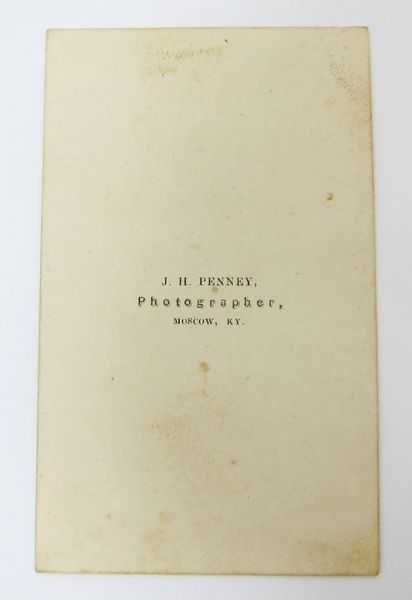 J. H. PENNEY,
Photographer,
MOSCOW, KY.